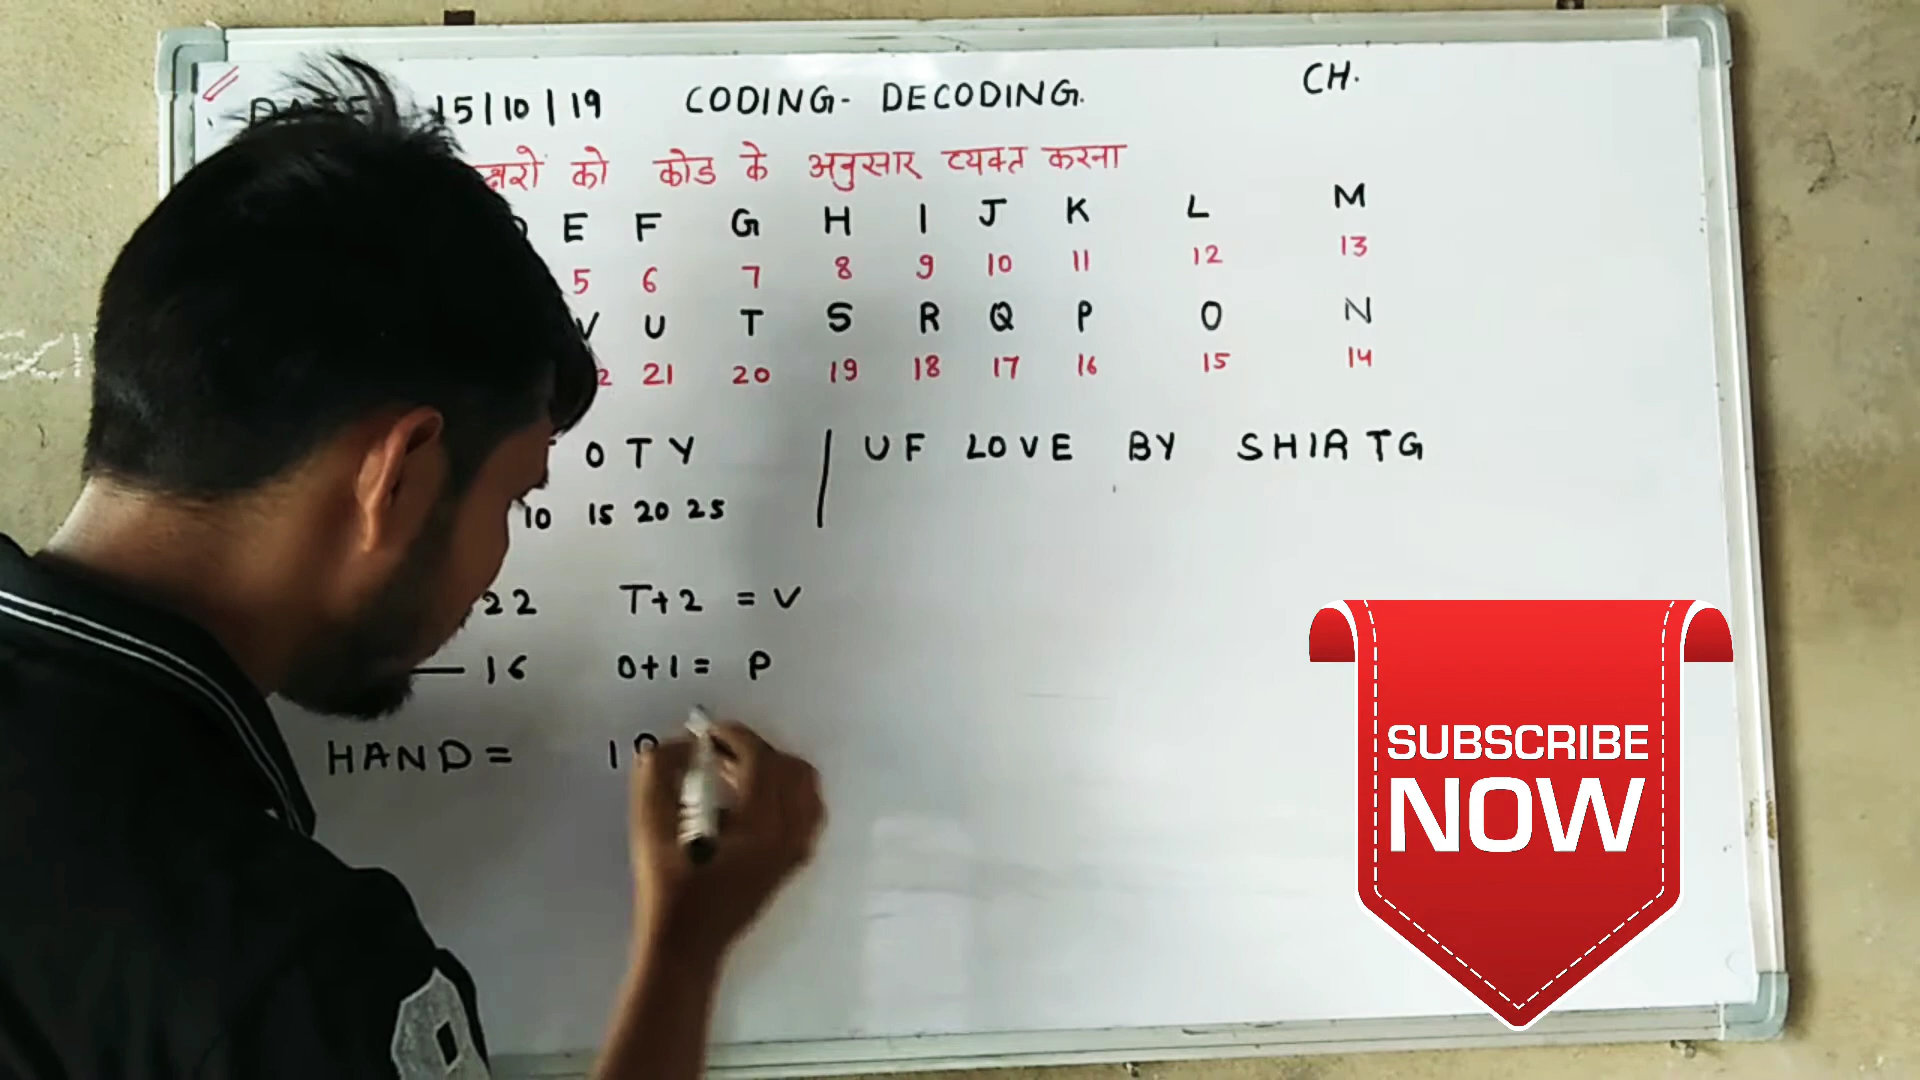 DATE 15|10|19 CODING- DECODING. CH.
को कोड के अनुसार व्यक्त करना
E F G H I J K L M
5 6 7 8 9 10 11 12 13
V U T S R Q P O N
21 20 19 18 17 16 15 14
O T Y | UF LOVE BY SHIRTG
10 15 20 25
22 T+2 = V
— 16 O+1 = P
HAND =
SUBSCRIBE
NOW